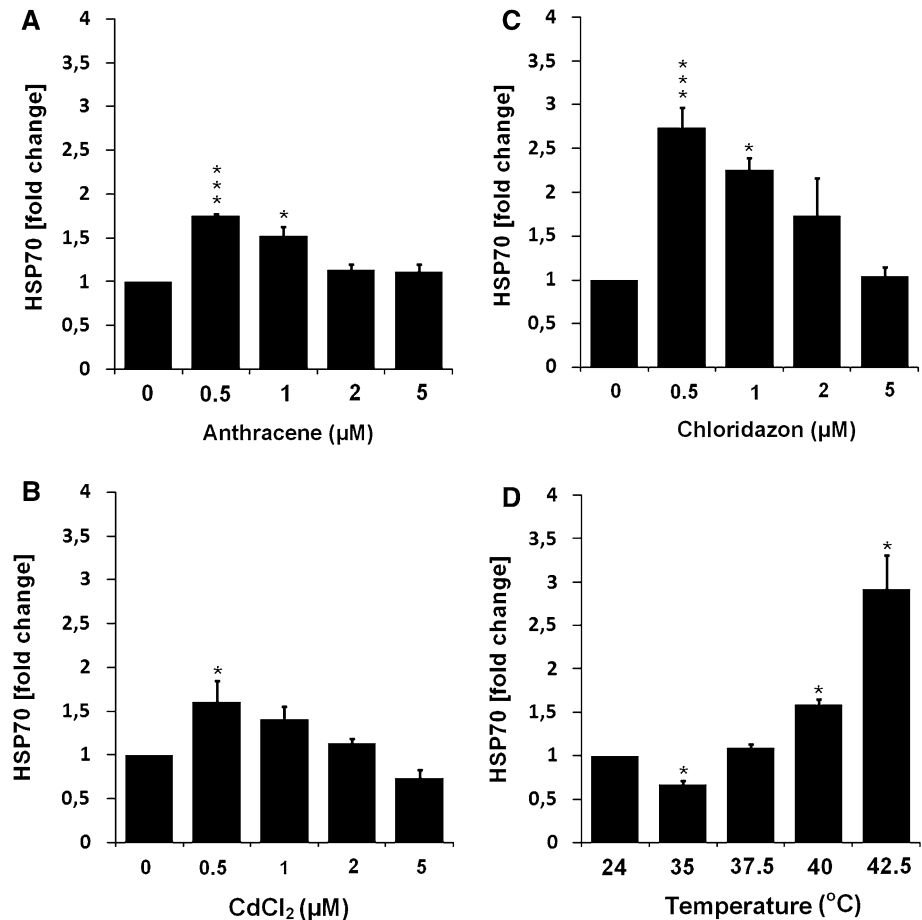 A
HSP70 [fold change]
4
3,5
3
2,5
2
1,5
1
0,5
0
***
*
0 0.5 1 2 5
Anthracene (µM)
C
HSP70 [fold change]
4
3,5
3
2,5
2
1,5
1
0,5
0
***
*
0 0.5 1 2 5
Chloridazon (µM)
B
HSP70 [fold change]
4
3,5
3
2,5
2
1,5
1
0,5
0
*
0 0.5 1 2 5
CdCl₂ (µM)
D
HSP70 [fold change]
4
3,5
3
2,5
2
1,5
1
0,5
0
*
*
*
24 35 37.5 40 42.5
Temperature (°C)